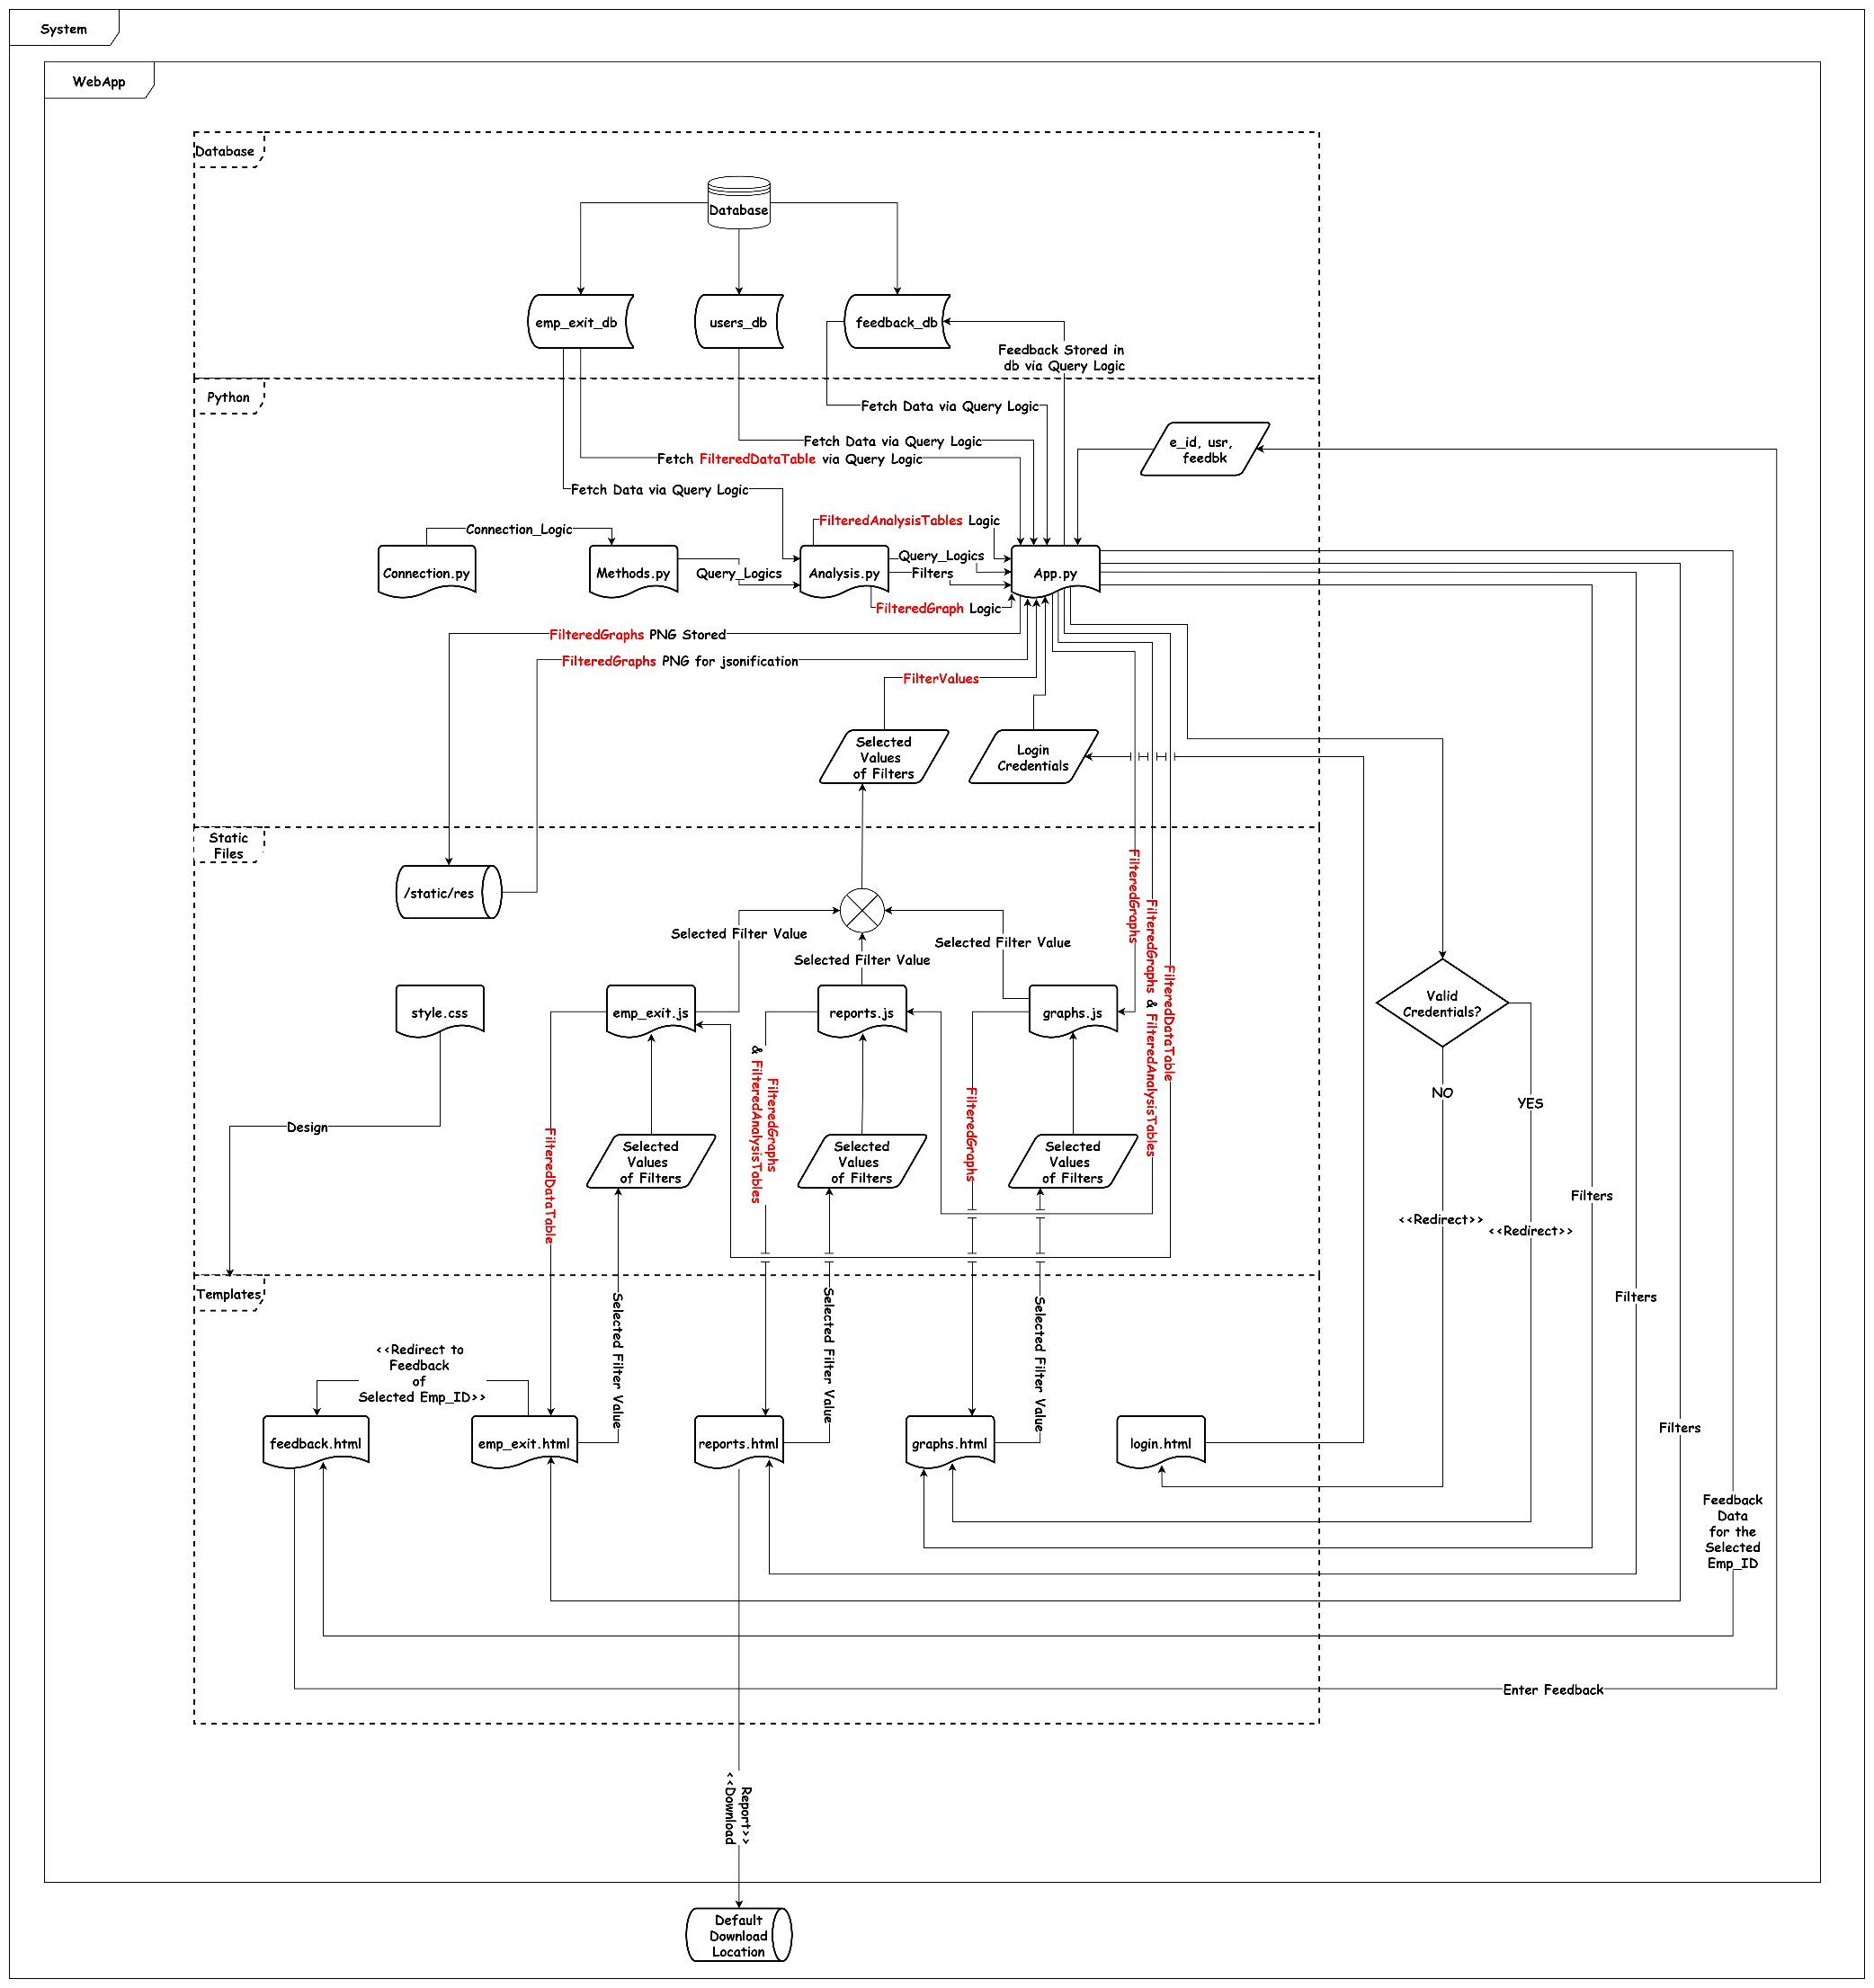 System
WebApp
Database
Database
emp_exit_db
users_db
feedback_db
Feedback Stored in
db via Query Logic
Python
Fetch Data via Query Logic
e_id, usr,
feedbk
Fetch Data via Query Logic
Fetch FilteredDataTable via Query Logic
Fetch Data via Query Logic
FilteredAnalysisTables Logic
Connection_Logic
Query_Logics
Connection.py
Methods.py
Query_Logics
Analysis.py
Filters
App.py
FilteredGraph Logic
FilteredGraphs PNG Stored
FilteredGraphs PNG for jsonification
FilterValues
Selected
Values
of Filters
Login
Credentials
Static
Files
/static/res
FilteredGraphs
FilteredGraphs & FilteredAnalysisTables
FilteredDataTable
Selected Filter Value
Selected Filter Value
Selected Filter Value
style.css
emp_exit.js
reports.js
graphs.js
Valid
Credentials?
NO
YES
Design
FilteredDataTable
Selected
Values
of Filters
FilteredGraphs
& FilteredAnalysisTables
Selected
Values
of Filters
FilteredGraphs
Selected
Values
of Filters
Filters
<<Redirect>>
<<Redirect>>
Templates
Filters
Selected Filter Value
Selected Filter Value
Selected Filter Value
<<Redirect to
Feedback
of
Selected Emp_ID>>
feedback.html
emp_exit.html
reports.html
graphs.html
login.html
Filters
Feedback
Data
for the
Selected
Emp_ID
Enter Feedback
<<Download
Report>>
Default
Download
Location